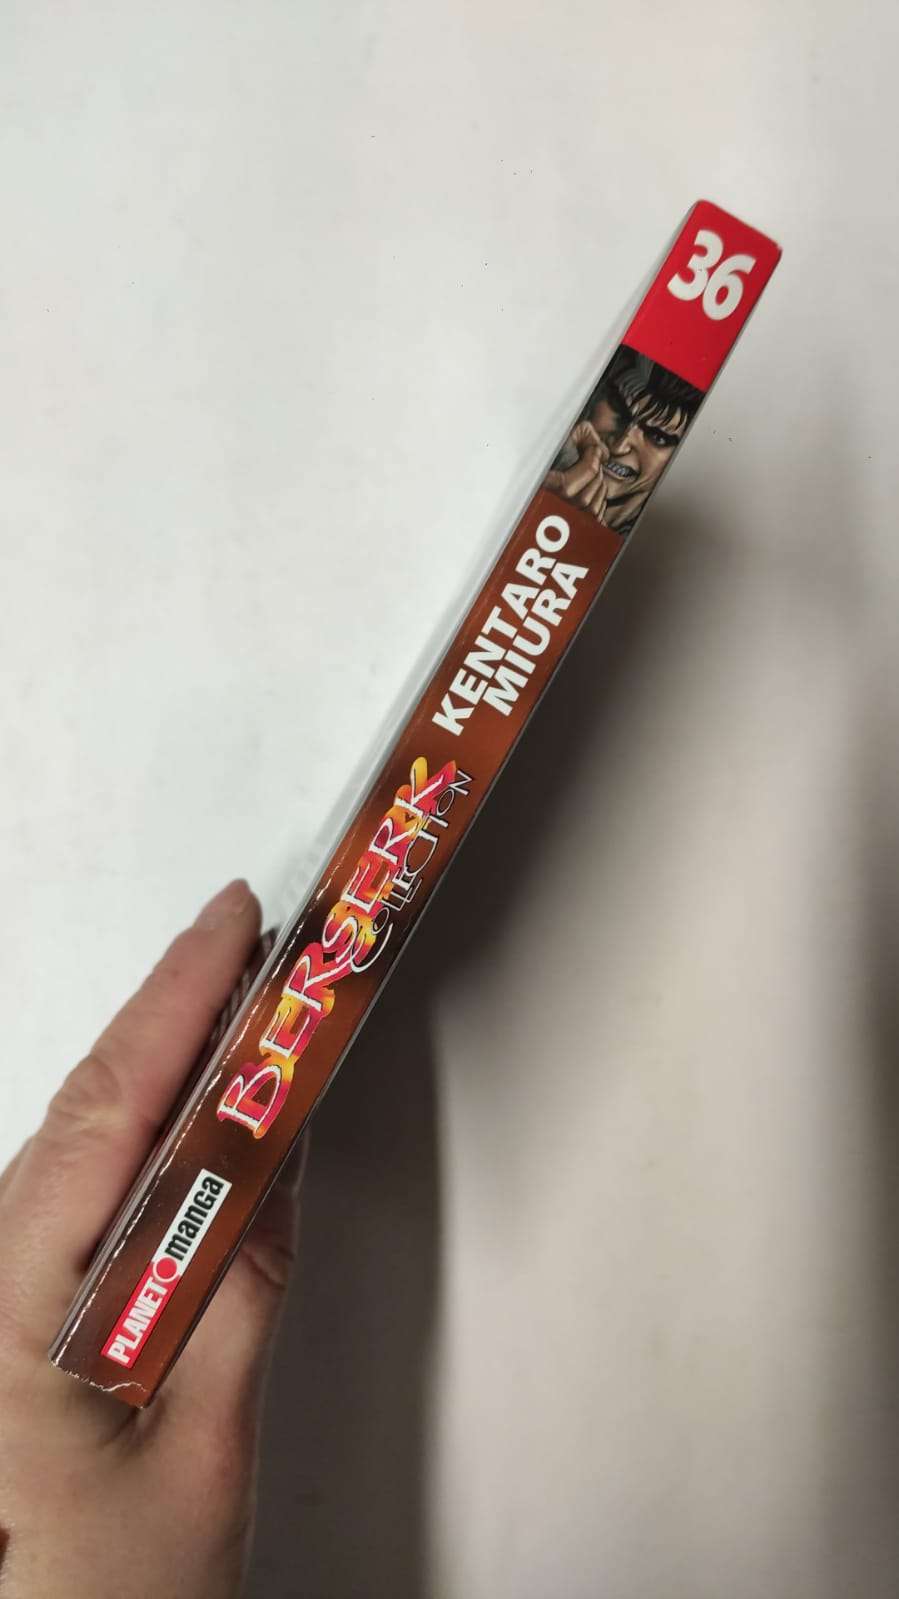 36
KENTARO
MIURA
BERSERK
COLLECTION
PLANET manga